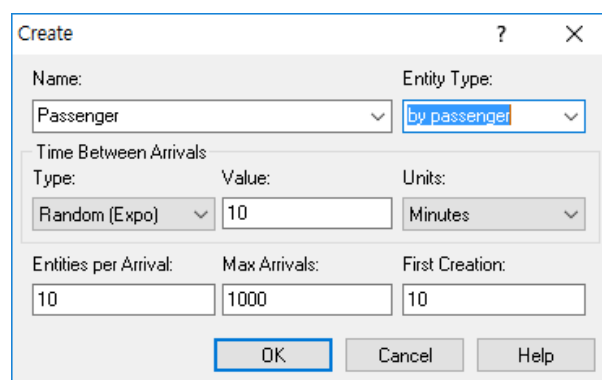 Create ?
Name: Entity Type:
Passenger by passenger
Time Between Arrivals
Type: Value: Units:
Random (Expo) 10 Minutes
Entities per Arrival: Max Arrivals: First Creation:
10 1000 10
OK Cancel Help